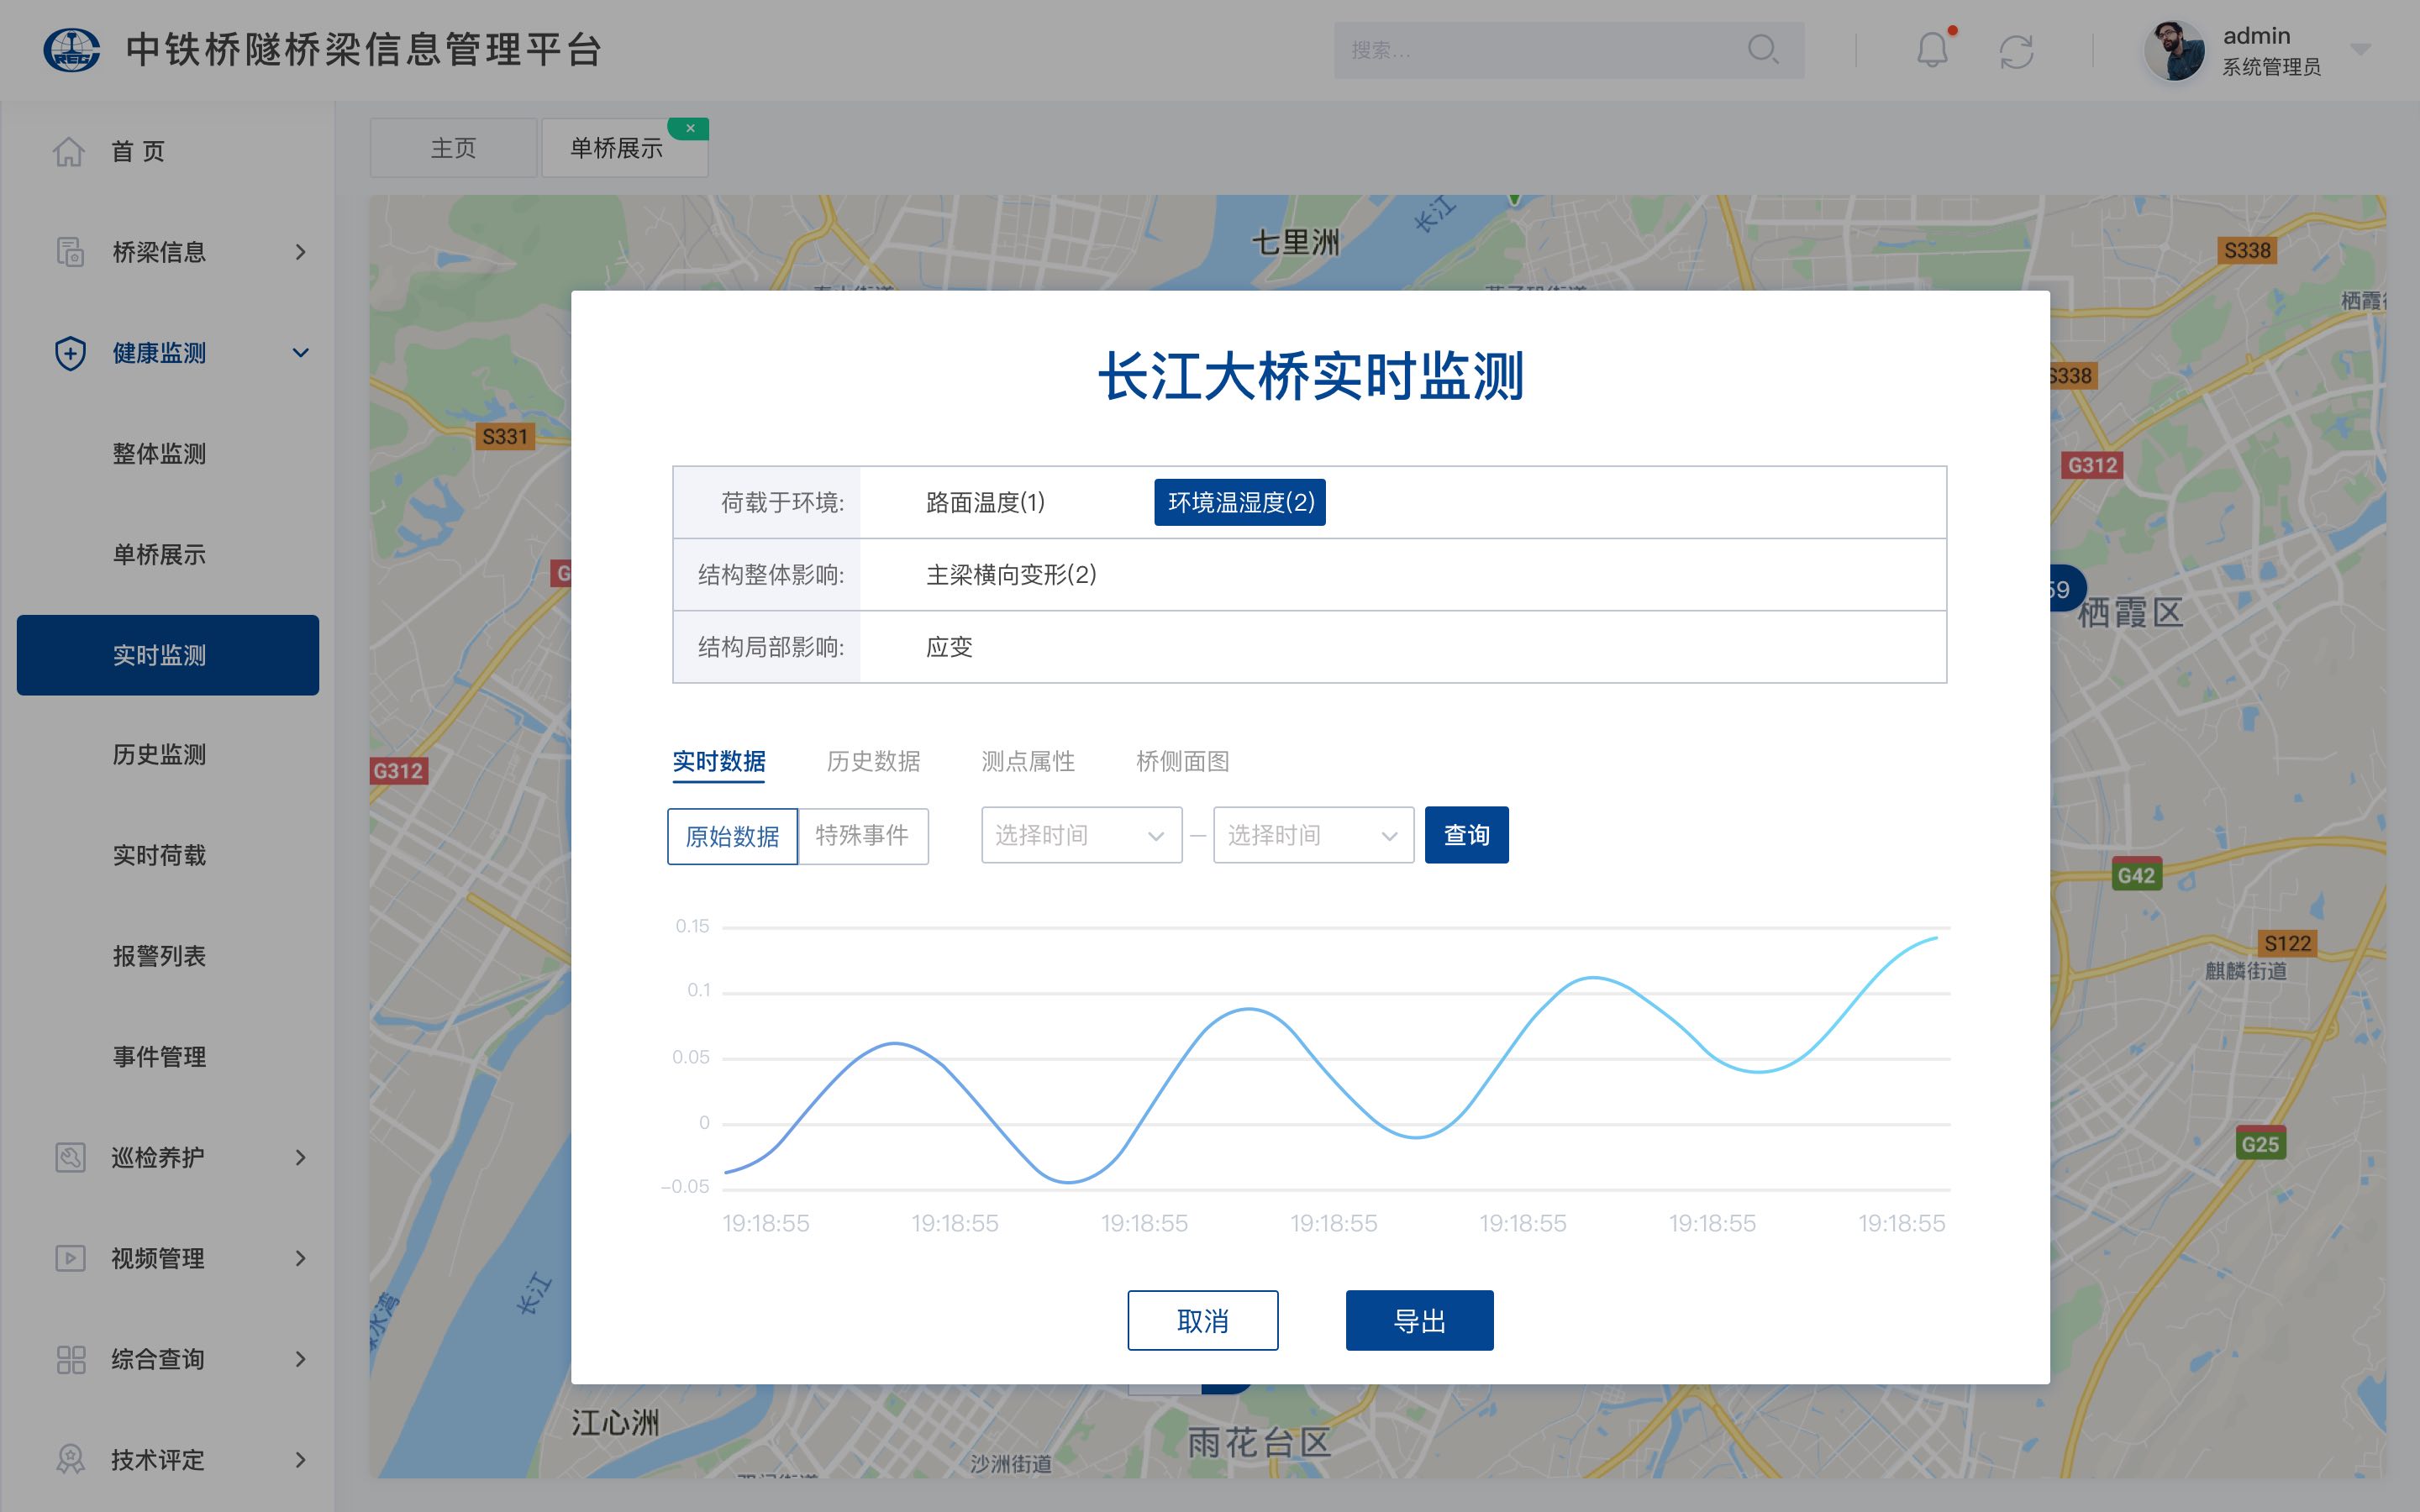 中铁桥隧桥梁信息管理平台
搜索...
admin
系统管理员
首 页
桥梁信息
健康监测
整体监测
单桥展示
实时监测
历史监测
实时荷载
报警列表
事件管理
巡检养护
视频管理
综合查询
技术评定
主页
单桥展示
×
七里洲
长江
S338
栖霞
S338
S331
G312
G
59
栖霞区
G312
G42
S122
麒麟街道
G25
长江
江心洲
雨花台区
沙洲街道
长江大桥实时监测
荷载于环境: 路面温度(1) 环境温湿度(2)
结构整体影响: 主梁横向变形(2)
结构局部影响: 应变
实时数据 历史数据 测点属性 桥侧面图
原始数据 特殊事件 选择时间 — 选择时间 查询
0.15
0.1
0.05
0
-0.05
19:18:55 19:18:55 19:18:55 19:18:55 19:18:55 19:18:55 19:18:55
取消 导出